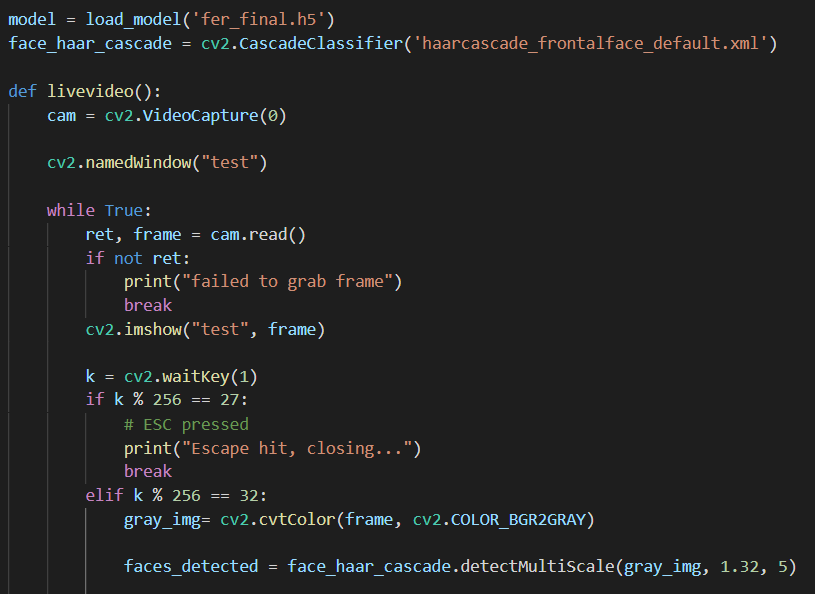 model = load_model('fer_final.h5')
face_haar_cascade = cv2.CascadeClassifier('haarcascade_frontalface_default.xml')
def livevideo():
    cam = cv2.VideoCapture(0)
    cv2.namedWindow("test")
    while True:
        ret, frame = cam.read()
        if not ret:
            print("failed to grab frame")
            break
        cv2.imshow("test", frame)
        k = cv2.waitKey(1)
        if k % 256 == 27:
            # ESC pressed
            print("Escape hit, closing...")
            break
        elif k % 256 == 32:
            gray_img= cv2.cvtColor(frame, cv2.COLOR_BGR2GRAY)
            faces_detected = face_haar_cascade.detectMultiScale(gray_img, 1.32, 5)